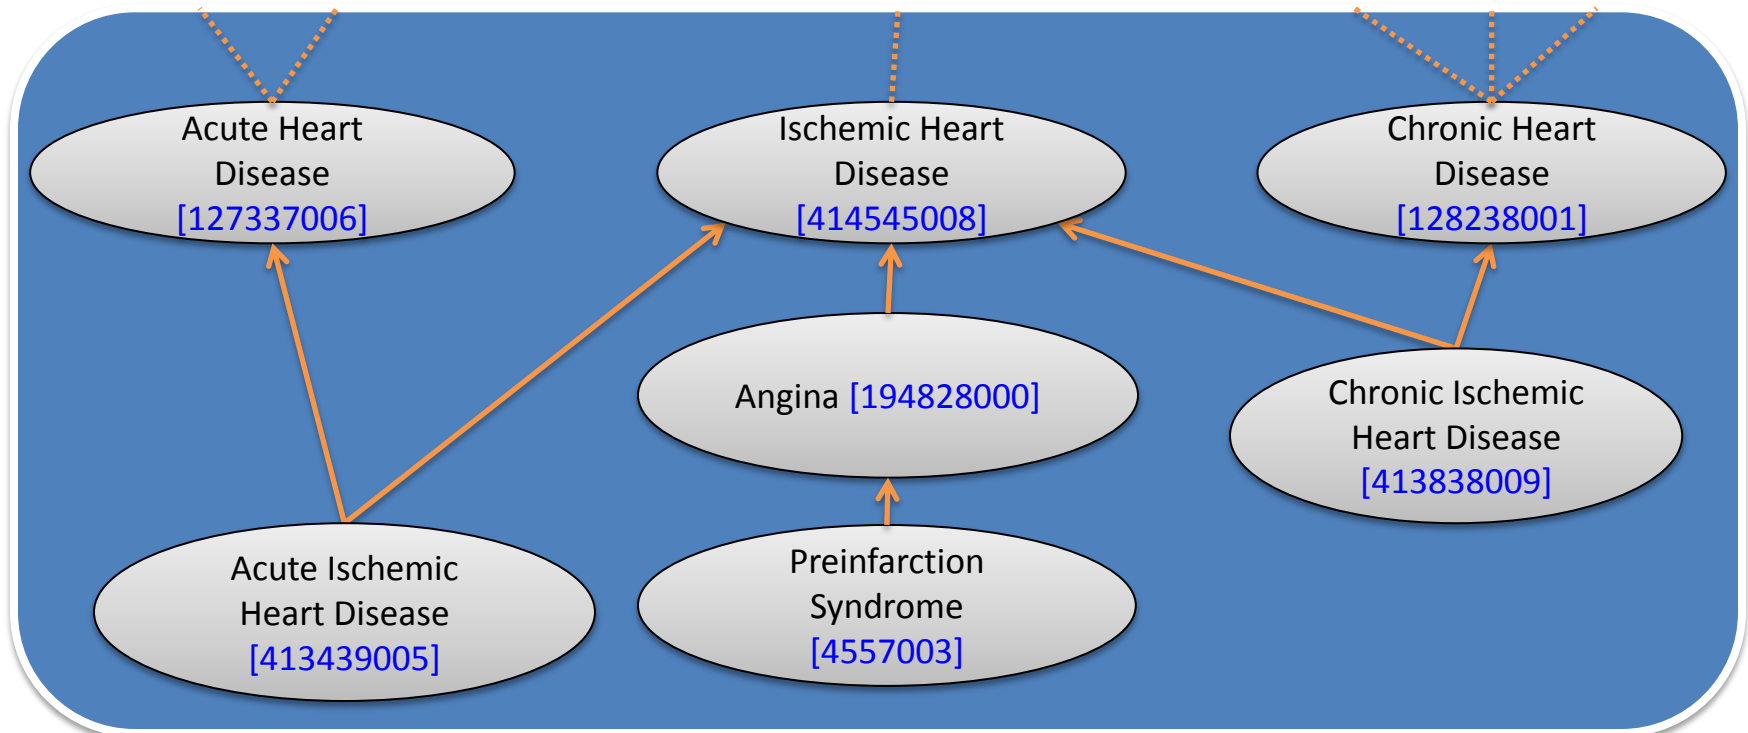 Acute Heart
Disease
[127337006]
Ischemic Heart
Disease
[414545008]
Chronic Heart
Disease
[128238001]
Angina [194828000]
Chronic Ischemic
Heart Disease
[413838009]
Acute Ischemic
Heart Disease
[413439005]
Preinfarction
Syndrome
[4557003]